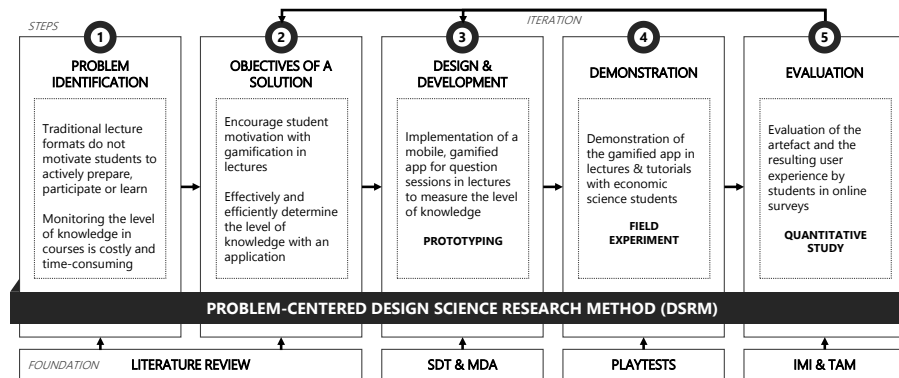 STEPS
ITERATION
1
PROBLEM
IDENTIFICATION
Traditional lecture
formats do not
motivate students to
actively prepare,
participate or learn
Monitoring the level
of knowledge in
courses is costly and
time-consuming
2
OBJECTIVES OF A
SOLUTION
Encourage student
motivation with
gamification in
lectures
Effectively and
efficiently determine
the level of
knowledge with an
application
3
DESIGN &
DEVELOPMENT
Implementation of a
mobile, gamified
app for question
sessions in lectures
to measure the level
of knowledge
PROTOTYPING
4
DEMONSTRATION
Demonstration of
the gamified app in
lectures & tutorials
with economic
science students
FIELD
EXPERIMENT
5
EVALUATION
Evaluation of the
artefact and the
resulting user
experience by
students in online
surveys
QUANTITATIVE
STUDY
PROBLEM-CENTERED DESIGN SCIENCE RESEARCH METHOD (DSRM)
FOUNDATION
LITERATURE REVIEW
SDT & MDA
PLAYTESTS
IMI & TAM